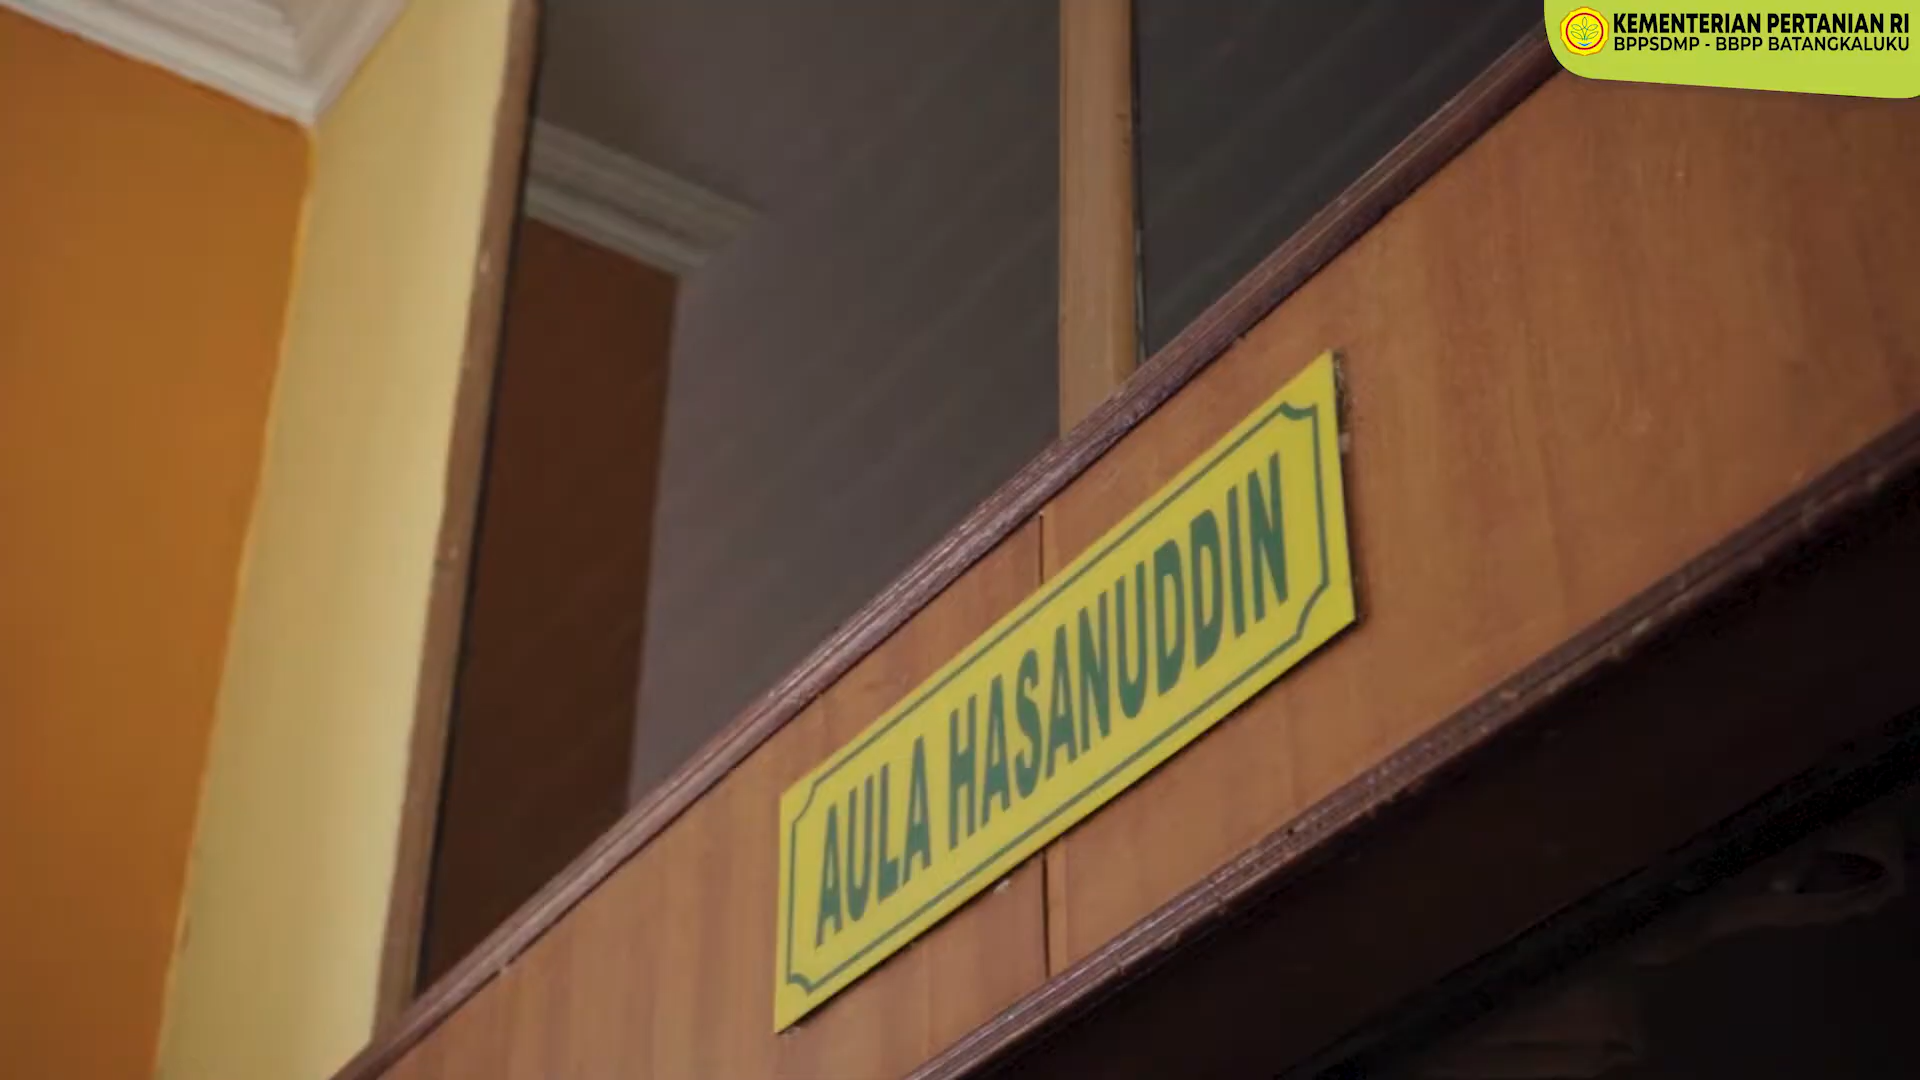 KEMENTERIAN PERTANIAN RI
BPPSDMP - BBPP BATANGKALUKU
AULA HASANUDDIN